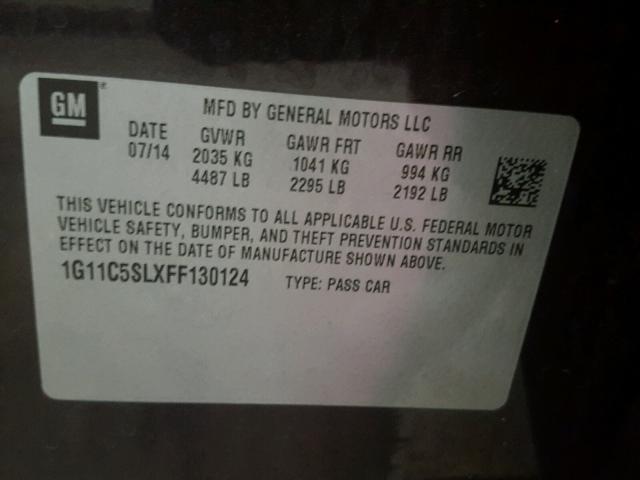 GM
®
MFD BY GENERAL MOTORS LLC
DATE GVWR GAWR FRT GAWR RR
07/14 2035 KG 1041 KG 994 KG
4487 LB 2295 LB 2192 LB
THIS VEHICLE CONFORMS TO ALL APPLICABLE U.S. FEDERAL MOTOR
VEHICLE SAFETY, BUMPER, AND THEFT PREVENTION STANDARDS IN
EFFECT ON THE DATE OF MANUFACTURE SHOWN ABOVE.
1G11C5SLXFF130124 TYPE: PASS CAR